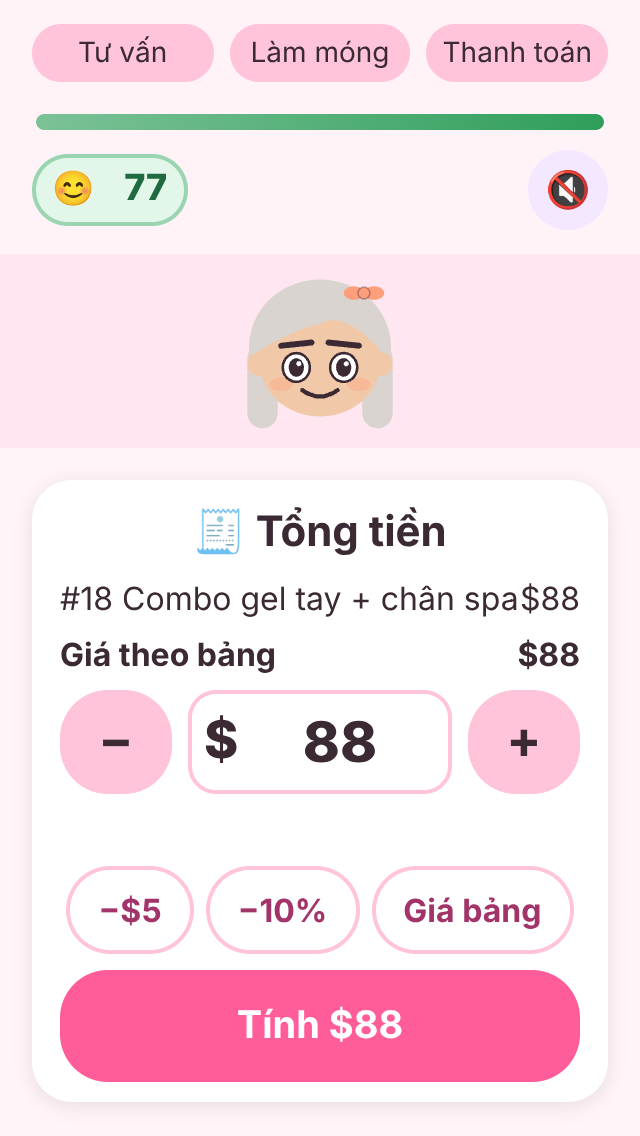 Tư vấn
Làm móng
Thanh toán
77
Tổng tiền
#18 Combo gel tay + chân spa $88
Giá theo bảng $88
− $ 88 +
−$5
−10%
Giá bảng
Tính $88